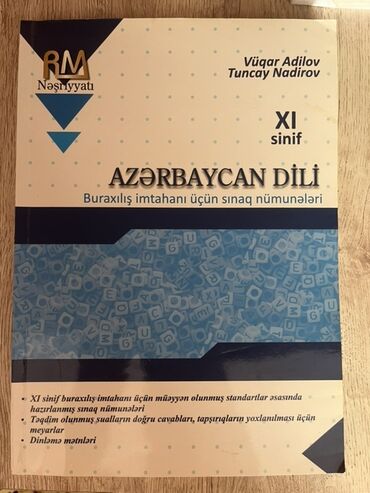 RM
Nəşriyyatı
Vüqar Adilov
Tuncay Nadirov
XI
sinif
AZƏRBAYCAN DİLİ
Buraxılış imtahanı üçün sınaq nümunələri
• XI sinif buraxılış imtahanı üçün müəyyən olunmuş standartlar əsasında
hazırlanmış sınaq nümunələri
• Təqdim olunmuş sualların doğru cavabları, tapşırıqların yoxlanılması üçün
meyarlar
• Dinləmə mətnləri